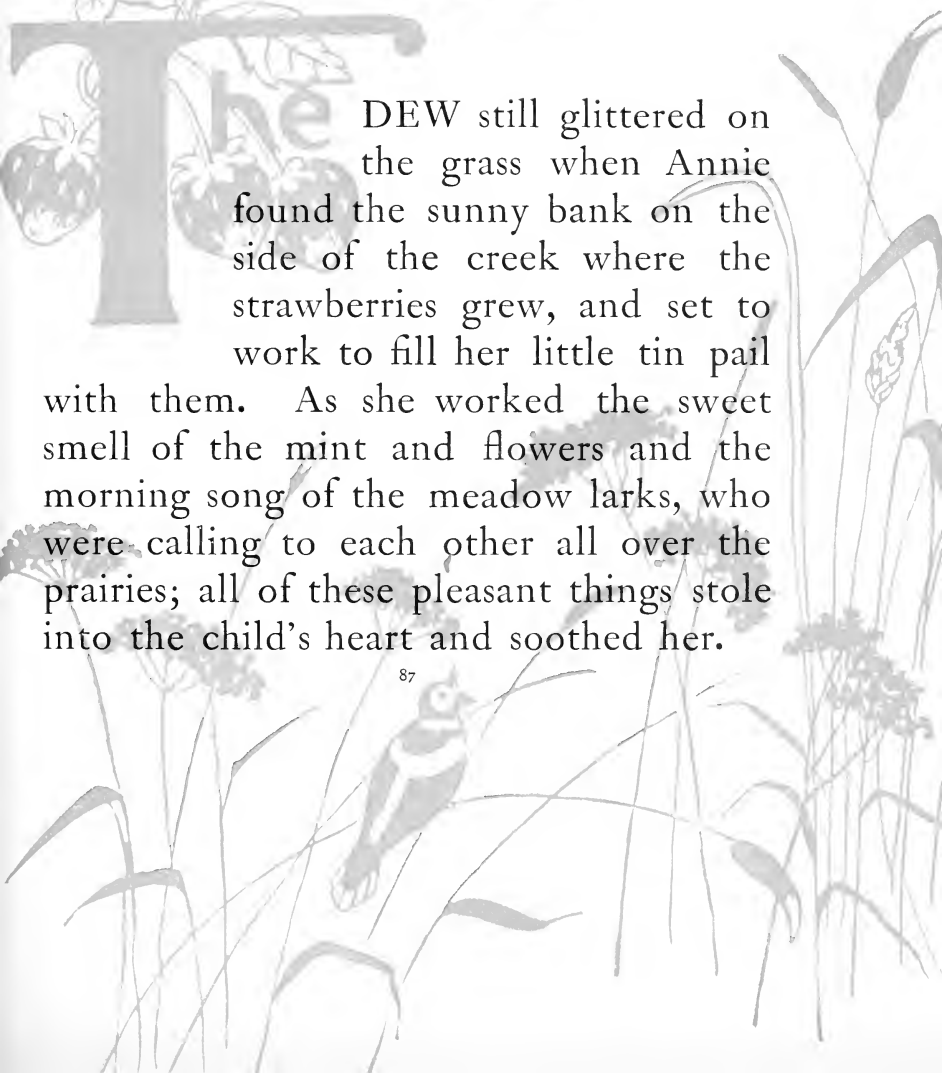 The DEW still glittered on
the grass when Annie
found the sunny bank on the
side of the creek where the
strawberries grew, and set to
work to fill her little tin pail
with them. As she worked the sweet
smell of the mint and flowers and the
morning song of the meadow larks, who
were calling to each other all over the
prairies; all of these pleasant things stole
into the child’s heart and soothed her.
87